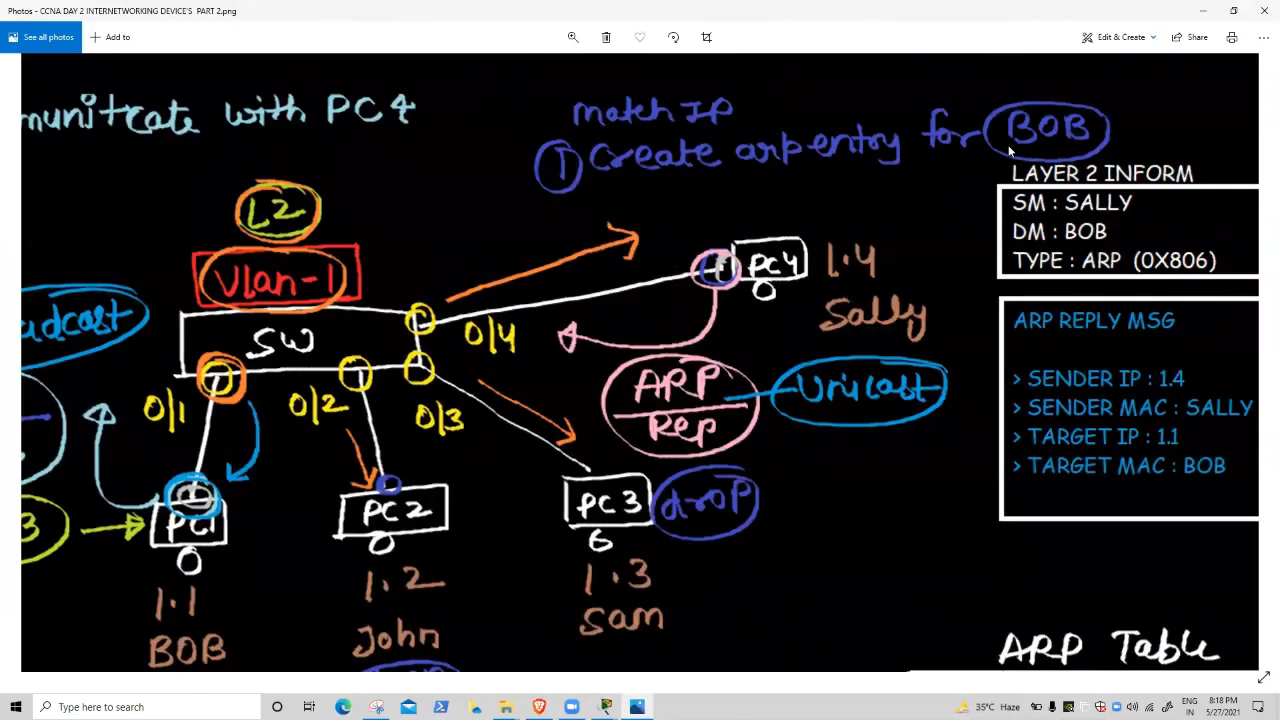 Photos - CCNA DAY 2 INTERNETWORKING DEVICE'S PART 2.png
See all photos
Add to
Edit & Create
Share
municate with PC4
match IP
1 Create arp entry for BOB
LAYER 2 INFORM
SM : SALLY
DM : BOB
TYPE : ARP (0X806)
L2
Vlan-1
adcast
SW
PC4
1.4
Sally
0/4
0/1
0/2
0/3
ARP
Rep
Unicast
ARP REPLY MSG
> SENDER IP : 1.4
> SENDER MAC : SALLY
> TARGET IP : 1.1
> TARGET MAC : BOB
3
PC1
PC2
PC3
drop
1.1
1.2
1.3
BOB
John
Sam
ARP Table
Type here to search
35°C Haze
ENG
IN
8:18 PM
5/27/2021